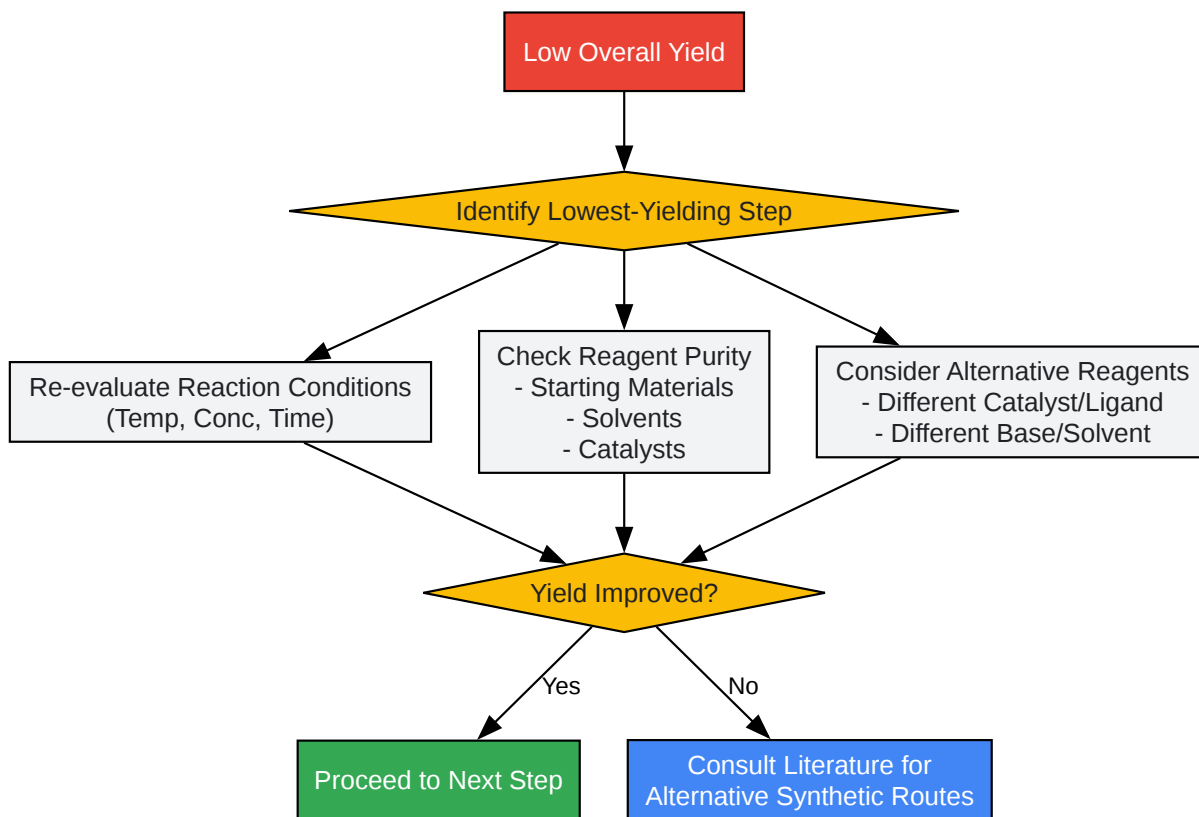 Low Overall Yield
Identify Lowest-Yielding Step
Re-evaluate Reaction Conditions
(Temp, Conc, Time)
Check Reagent Purity
- Starting Materials
- Solvents
- Catalysts
Consider Alternative Reagents
- Different Catalyst/Ligand
- Different Base/Solvent
Yield Improved?
Yes
No
Proceed to Next Step
Consult Literature for
Alternative Synthetic Routes